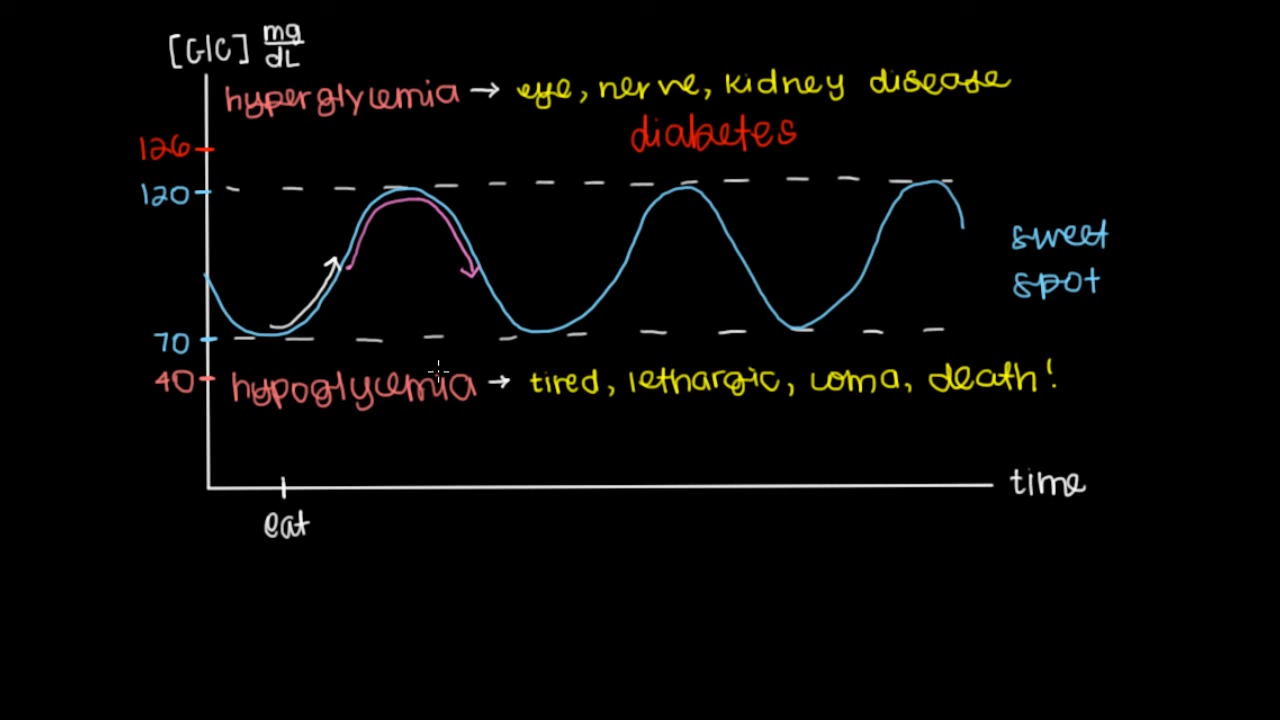 [Glc] mg/dL
hyperglycemia → eye, nerve, kidney disease
diabetes
126
120
sweet
spot
70
40 hypoglycemia → tired, lethargic, coma, death!
time
eat